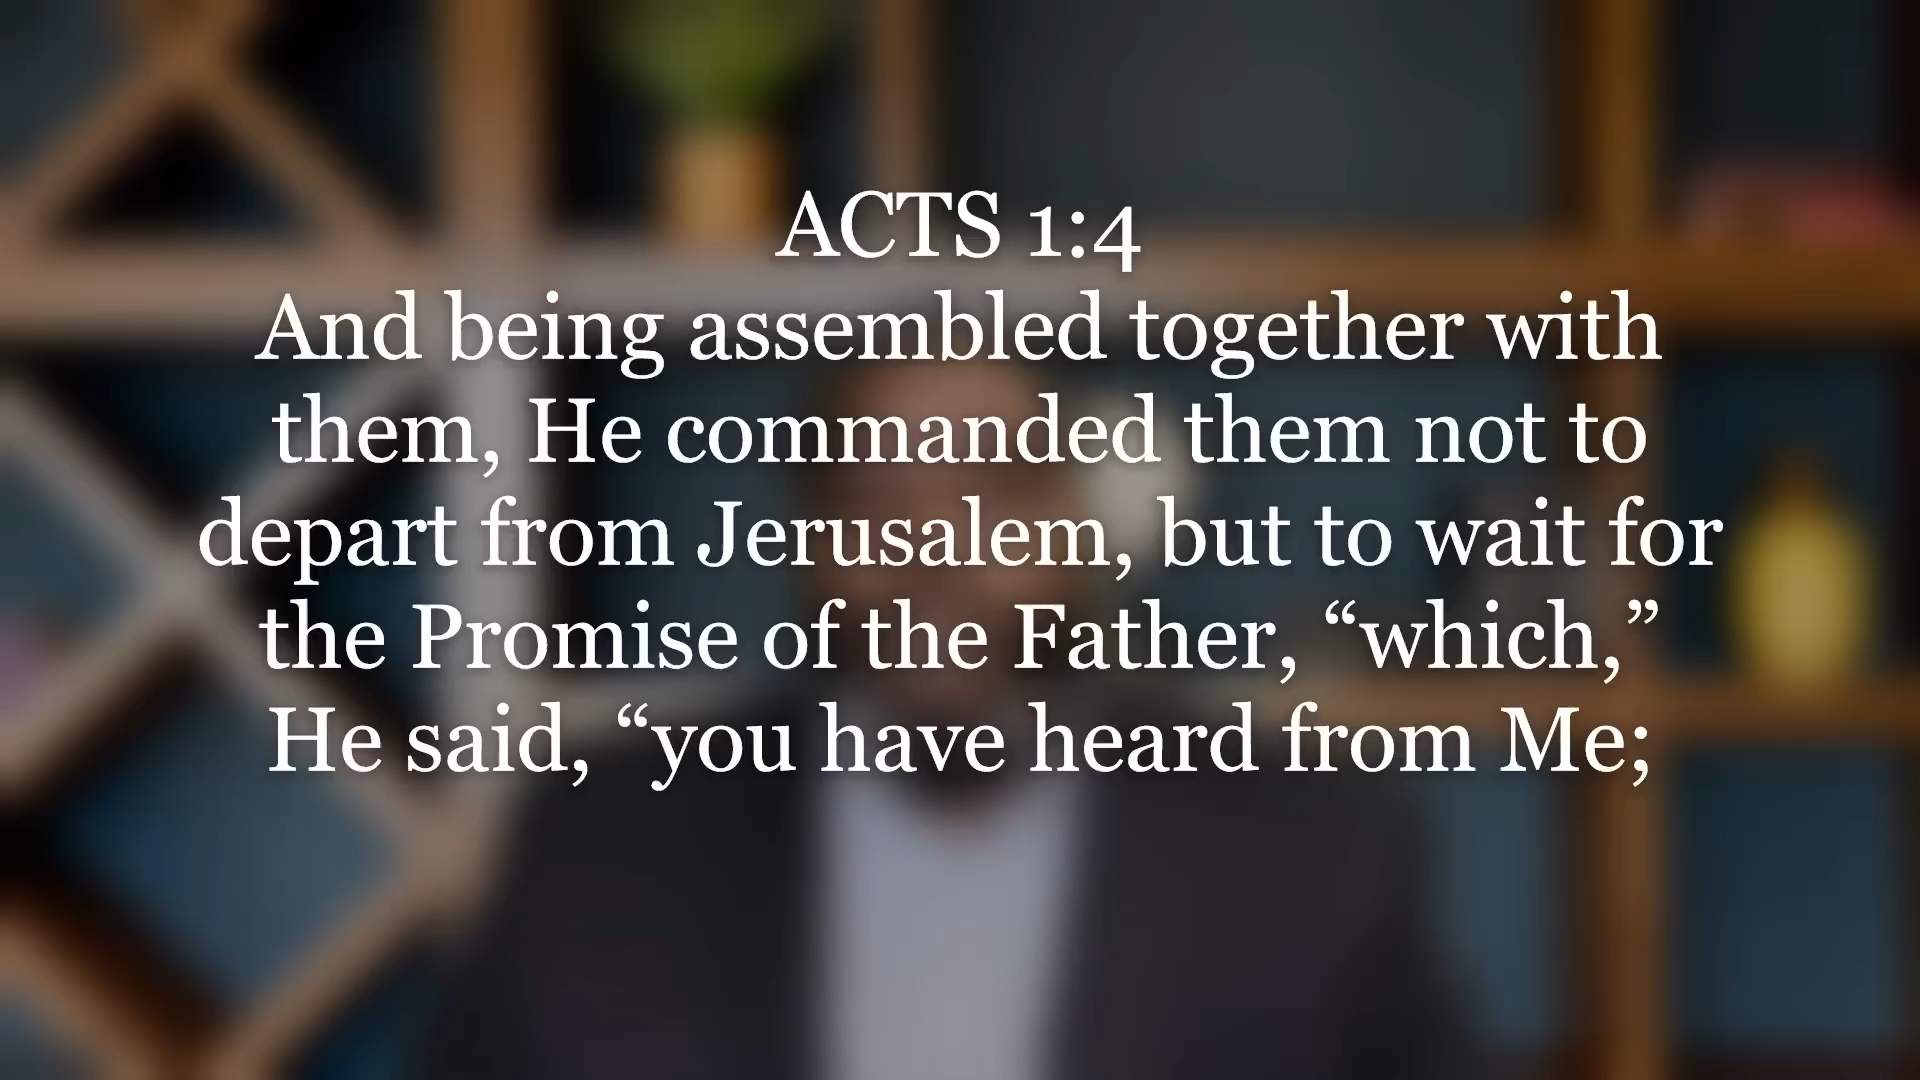 ACTS 1:4
And being assembled together with
them, He commanded them not to
depart from Jerusalem, but to wait for
the Promise of the Father, “which,”
He said, “you have heard from Me;